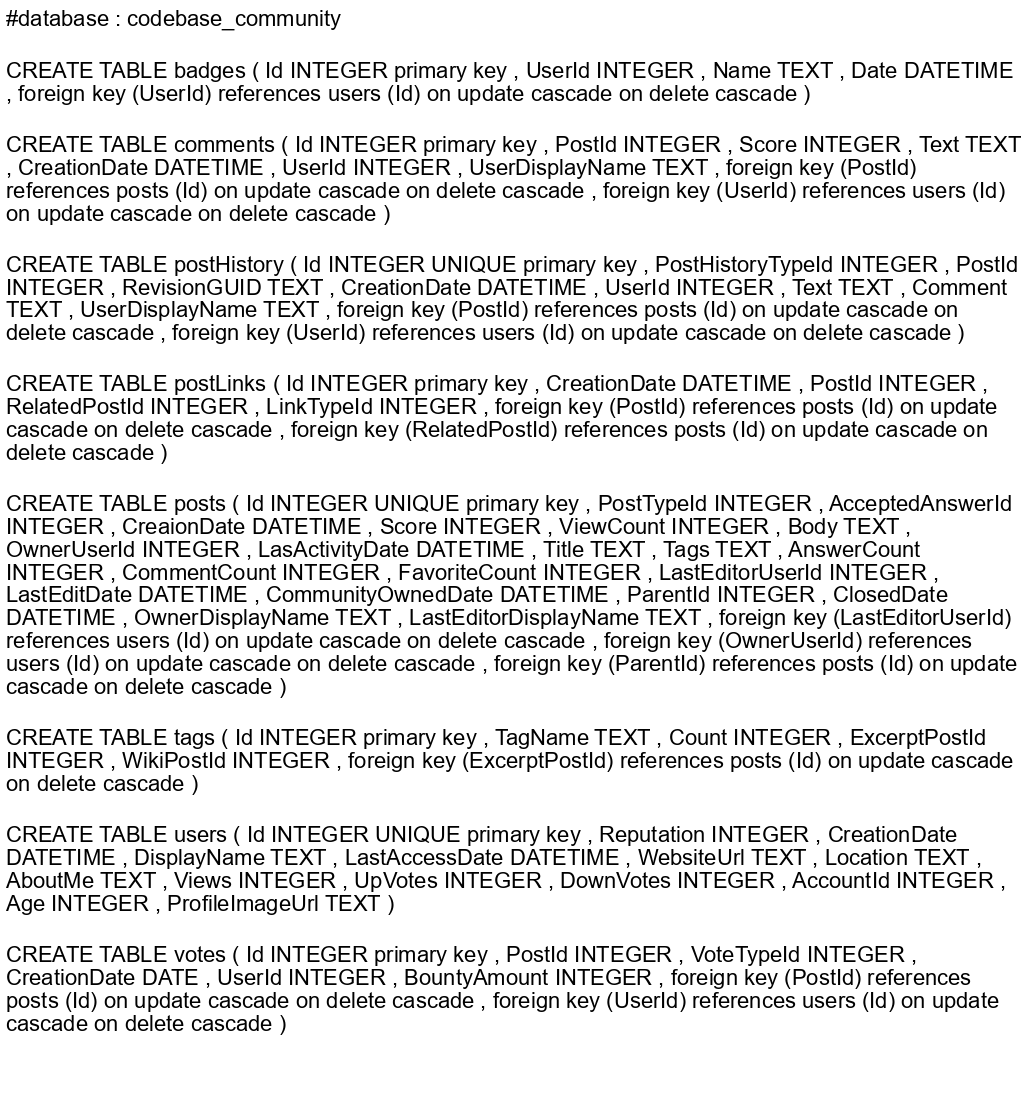 #database : codebase_community
CREATE TABLE badges ( Id INTEGER primary key , UserId INTEGER , Name TEXT , Date DATETIME
, foreign key (UserId) references users (Id) on update cascade on delete cascade )
CREATE TABLE comments ( Id INTEGER primary key , PostId INTEGER , Score INTEGER , Text TEXT
, CreationDate DATETIME , UserId INTEGER , UserDisplayName TEXT , foreign key (PostId)
references posts (Id) on update cascade on delete cascade , foreign key (UserId) references users (Id)
on update cascade on delete cascade )
CREATE TABLE postHistory ( Id INTEGER UNIQUE primary key , PostHistoryTypeId INTEGER , PostId
INTEGER , RevisionGUID TEXT , CreationDate DATETIME , UserId INTEGER , Text TEXT , Comment
TEXT , UserDisplayName TEXT , foreign key (PostId) references posts (Id) on update cascade on
delete cascade , foreign key (UserId) references users (Id) on update cascade on delete cascade )
CREATE TABLE postLinks ( Id INTEGER primary key , CreationDate DATETIME , PostId INTEGER ,
RelatedPostId INTEGER , LinkTypeId INTEGER , foreign key (PostId) references posts (Id) on update
cascade on delete cascade , foreign key (RelatedPostId) references posts (Id) on update cascade on
delete cascade )
CREATE TABLE posts ( Id INTEGER UNIQUE primary key , PostTypeId INTEGER , AcceptedAnswerId
INTEGER , CreaionDate DATETIME , Score INTEGER , ViewCount INTEGER , Body TEXT ,
OwnerUserId INTEGER , LasActivityDate DATETIME , Title TEXT , Tags TEXT , AnswerCount
INTEGER , CommentCount INTEGER , FavoriteCount INTEGER , LastEditorUserId INTEGER ,
LastEditDate DATETIME , CommunityOwnedDate DATETIME , ParentId INTEGER , ClosedDate
DATETIME , OwnerDisplayName TEXT , LastEditorDisplayName TEXT , foreign key (LastEditorUserId)
references users (Id) on update cascade on delete cascade , foreign key (OwnerUserId) references
users (Id) on update cascade on delete cascade , foreign key (ParentId) references posts (Id) on update
cascade on delete cascade )
CREATE TABLE tags ( Id INTEGER primary key , TagName TEXT , Count INTEGER , ExcerptPostId
INTEGER , WikiPostId INTEGER , foreign key (ExcerptPostId) references posts (Id) on update cascade
on delete cascade )
CREATE TABLE users ( Id INTEGER UNIQUE primary key , Reputation INTEGER , CreationDate
DATETIME , DisplayName TEXT , LastAccessDate DATETIME , WebsiteUrl TEXT , Location TEXT ,
AboutMe TEXT , Views INTEGER , UpVotes INTEGER , DownVotes INTEGER , AccountId INTEGER ,
Age INTEGER , ProfileImageUrl TEXT )
CREATE TABLE votes ( Id INTEGER primary key , PostId INTEGER , VoteTypeId INTEGER ,
CreationDate DATE , UserId INTEGER , BountyAmount INTEGER , foreign key (PostId) references
posts (Id) on update cascade on delete cascade , foreign key (UserId) references users (Id) on update
cascade on delete cascade )